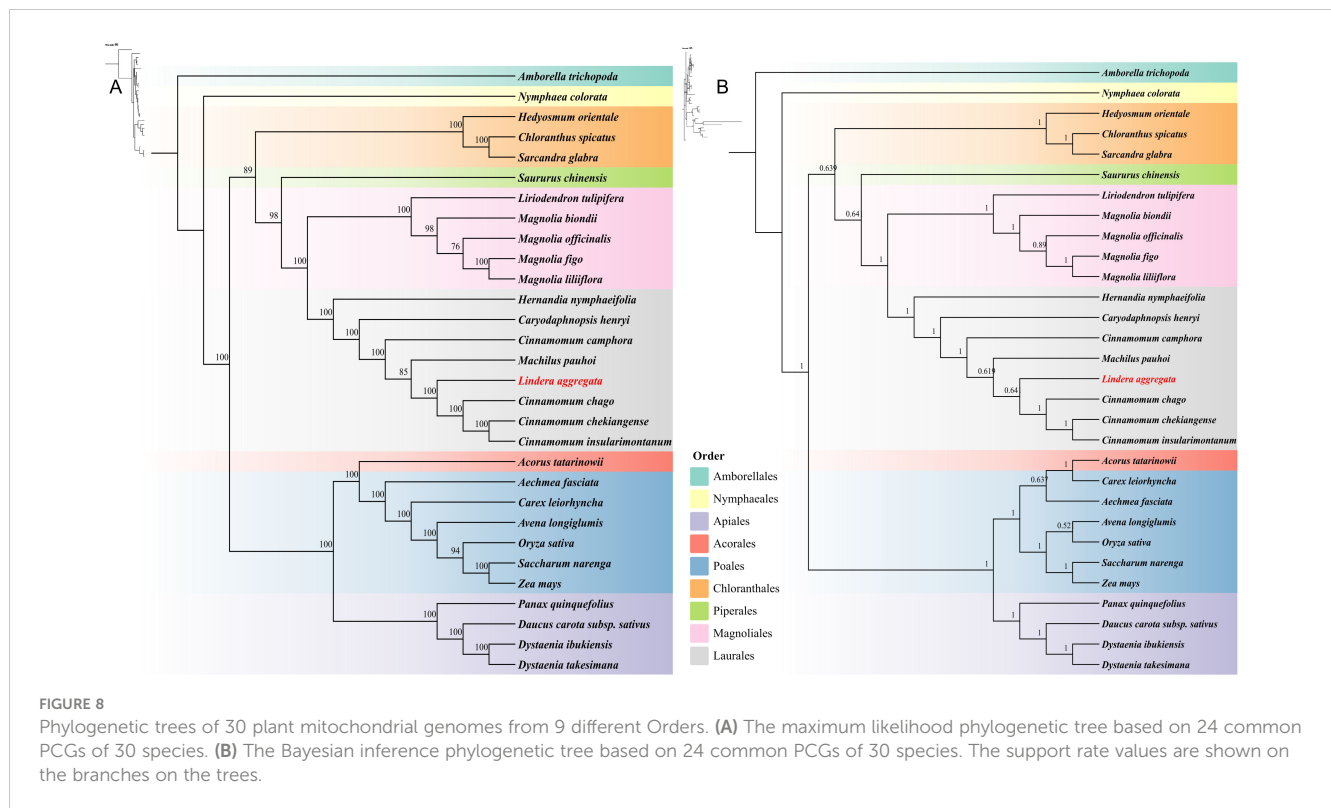 A
Amborella trichopoda
Nymphaea colorata
Hedyosmum orientale
100
Chloranthus spicatus
100
Sarcandra glabra
89
Saururus chinensis
98
Liriodendron tulipifera
100
Magnolia biondii
98
Magnolia officinalis
76
Magnolia figo
100
100
Magnolia liliiflora
Hernandia nymphaeifolia
100
Caryodaphnopsis henryi
100
Cinnamomum camphora
100
Machilus pauhoi
85
Lindera aggregata
100
Cinnamomum chago
100
Cinnamomum chekiangense
100
Cinnamomum insularimontanum
100
Acorus tatarinowii
100
Aechmea fasciata
100
Carex leiorhyncha
100
Avena longiglumis
100
Oryza sativa
94
Saccharum narenga
100
Zea mays
100
Panax quinquefolius
100
Daucus carota subsp. sativus
100
Dystaenia ibukiensis
100
Dystaenia takesimana
Order
Amborellales
Nymphaeales
Apiales
Acorales
Poales
Chloranthales
Piperales
Magnoliales
Laurales
B
Amborella trichopoda
Nymphaea colorata
Hedyosmum orientale
1
Chloranthus spicatus
1
Sarcandra glabra
0.639
Saururus chinensis
0.64
Liriodendron tulipifera
1
Magnolia biondii
1
Magnolia officinalis
0.89
Magnolia figo
1
1
Magnolia liliiflora
Hernandia nymphaeifolia
1
Caryodaphnopsis henryi
1
Cinnamomum camphora
1
Machilus pauhoi
0.619
Lindera aggregata
0.64
Cinnamomum chago
1
Cinnamomum chekiangense
1
Cinnamomum insularimontanum
1
Acorus tatarinowii
1
Carex leiorhyncha
0.637
Aechmea fasciata
1
Avena longiglumis
0.52
Oryza sativa
1
Saccharum narenga
1
Zea mays
1
Panax quinquefolius
1
Daucus carota subsp. sativus
1
Dystaenia ibukiensis
1
Dystaenia takesimana
FIGURE 8
Phylogenetic trees of 30 plant mitochondrial genomes from 9 different Orders. (A) The maximum likelihood phylogenetic tree based on 24 common
PCGs of 30 species. (B) The Bayesian inference phylogenetic tree based on 24 common PCGs of 30 species. The support rate values are shown on
the branches on the trees.